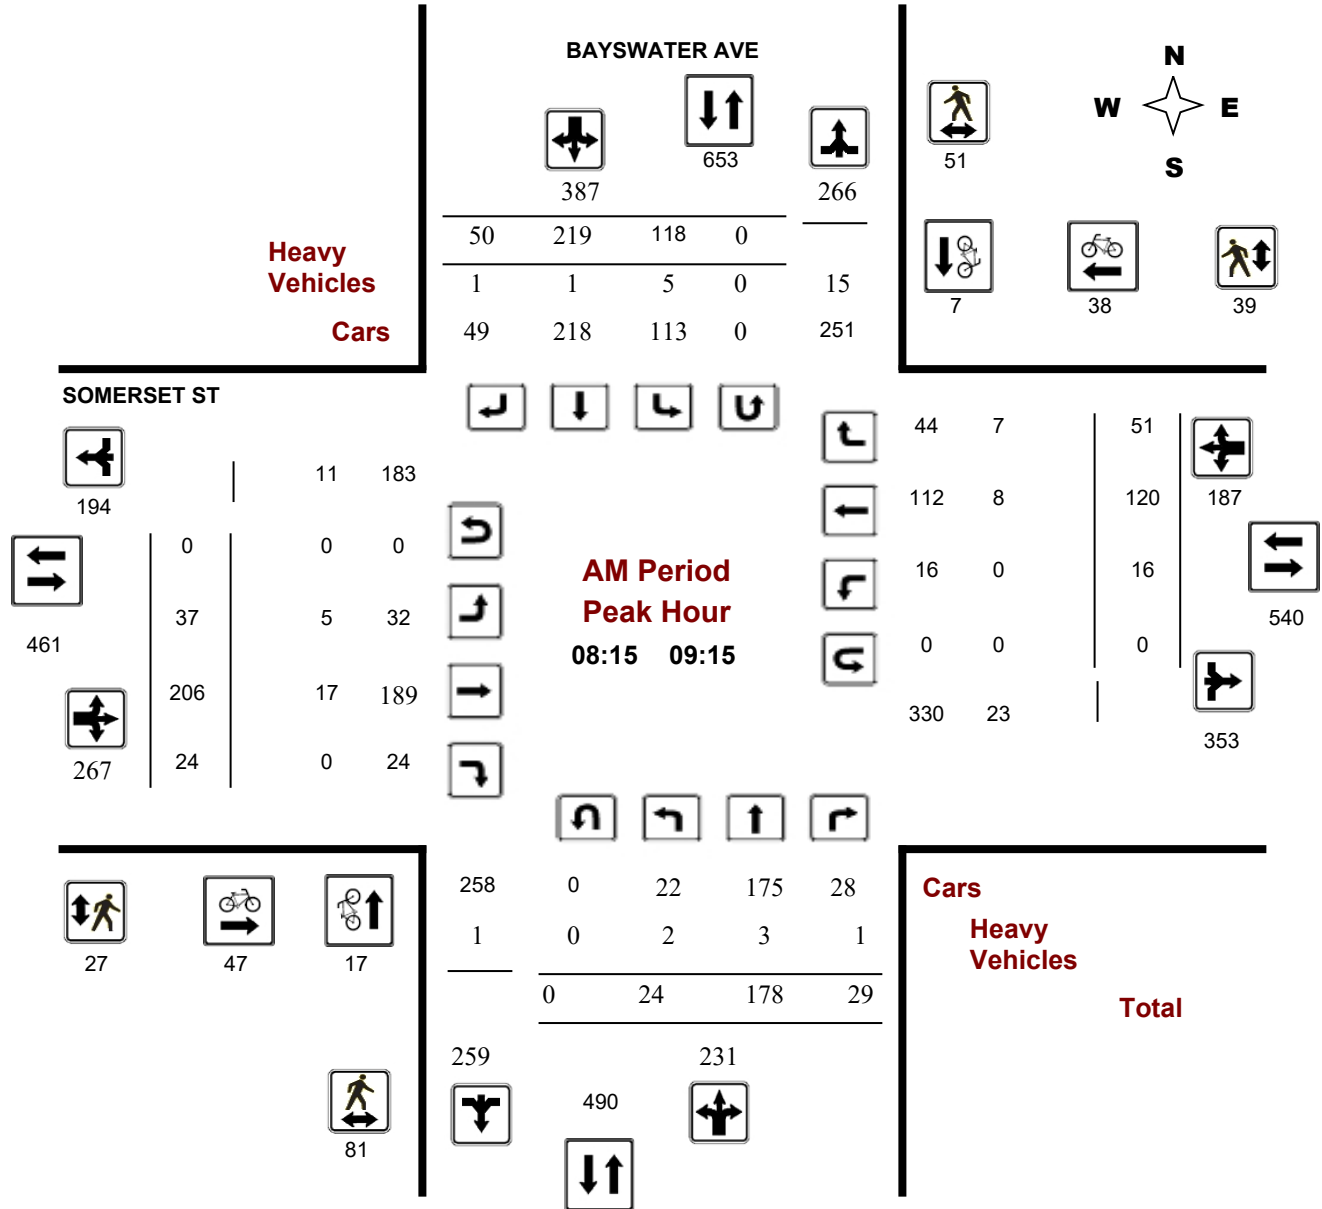 BAYSWATER AVE
N
W E
S
653
51
387 266
50 219 118 0
Heavy
Vehicles
1 1 5 0 15
Cars
49 218 113 0 251
7 38 39
SOMERSET ST
44 7 51
11 183
194
112 8 120 187
0 0 0
AM Period
16 0 16
Peak Hour
37 5 32
540
461
08:15 09:15
0 0 0
206 17 189
330 23
353
267 24 0 24
258 0 22 175 28
Cars
1 0 2 3 1
Heavy
Vehicles
27 47 17
0 24 178 29
Total
259 231
490
81